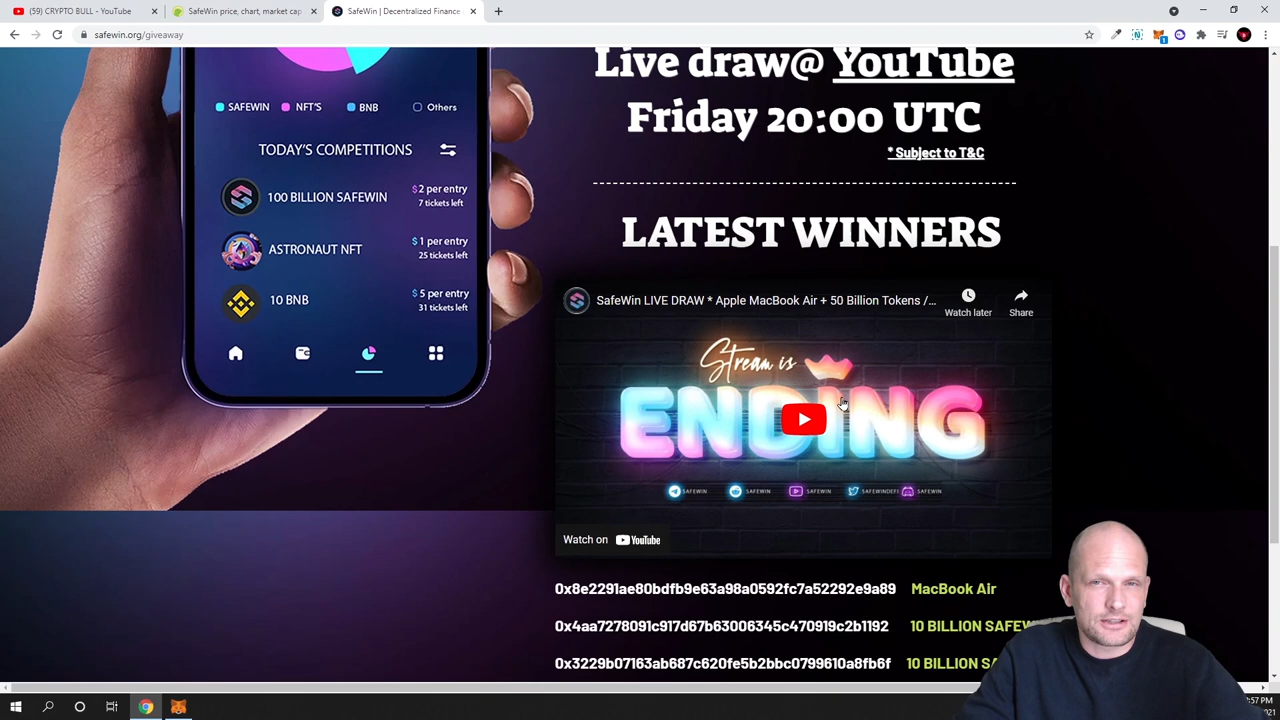 (59) CRYPTO BULL - YouTube
SafeWin price, chart, market cap
SafeWin | Decentralized Finance
safewin.org/giveaway
Live draw@ YouTube
Friday 20:00 UTC
* Subject to T&C
SAFEWIN NFT'S BNB Others
TODAY'S COMPETITIONS
100 BILLION SAFEWIN
$2 per entry
7 tickets left
ASTRONAUT NFT
$1 per entry
25 tickets left
10 BNB
$5 per entry
31 tickets left
LATEST WINNERS
SafeWin LIVE DRAW * Apple MacBook Air + 50 Billion Tokens /...
Watch later
Share
Stream is
ENDING
SAFEWIN SAFEWIN SAFEWIN SAFEWINDEFI SAFEWIN
Watch on YouTube
0x8e2291ae80bdfb9e63a98a0592fc7a52292e9a89 MacBook Air
0x4aa7278091c917d67b63006345c470919c2b1192 10 BILLION SAFEW
0x3229b07163ab687c620fe5b2bbc0799610a8fb6f 10 BILLION SA
:57 PM
2021